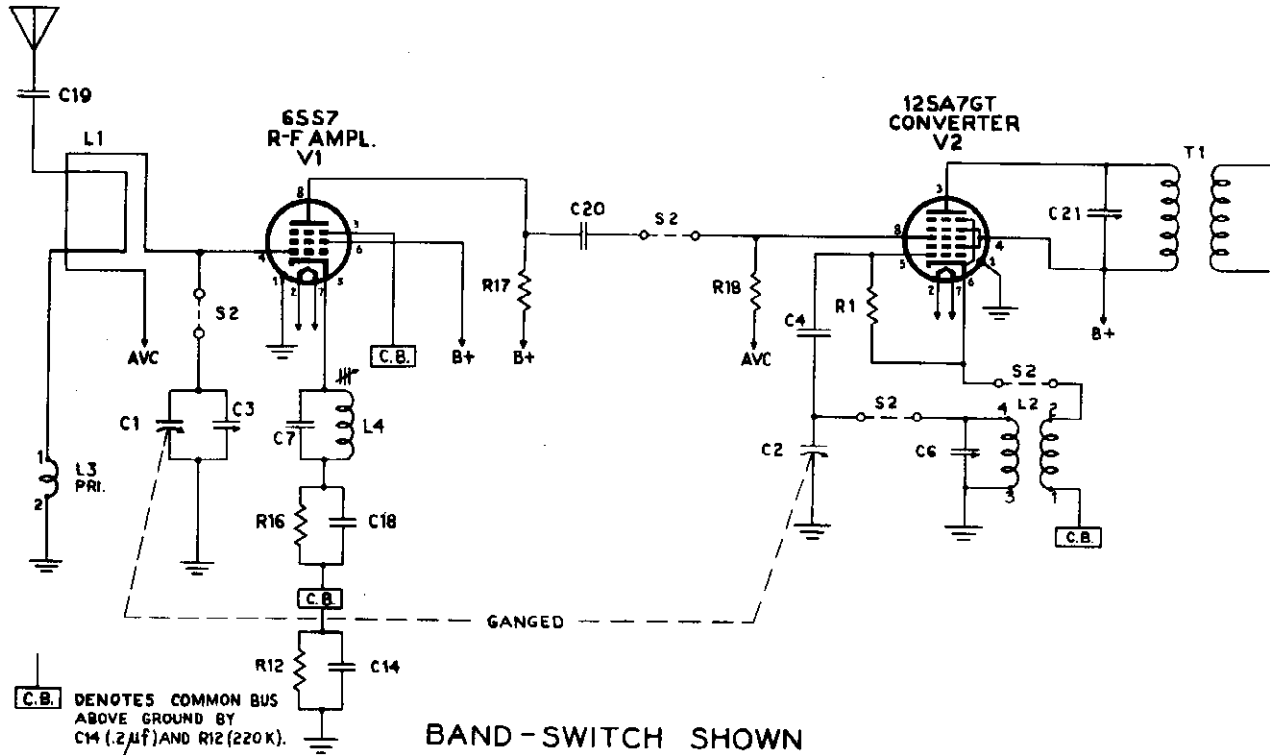 C19
L1
6SS7
R-F AMPL.
V1
12SA7GT
CONVERTER
V2
T1
8
3
6
4
1
2
7
5
S2
AVC
C.B.
B+
B+
R17
C20
S2
R18
AVC
C4
R1
3
8
5
4
2
7
6
C21
B+
C1
C3
C7
L4
S2
S2
4
L2
2
C2
C6
3
1
C.B.
1
L3
PRI.
2
R16
C18
C.B.
GANGED
R12
C14
C.B. DENOTES COMMON BUS
ABOVE GROUND BY
C14 (.2µf) AND R12 (220K).
BAND-SWITCH SHOWN